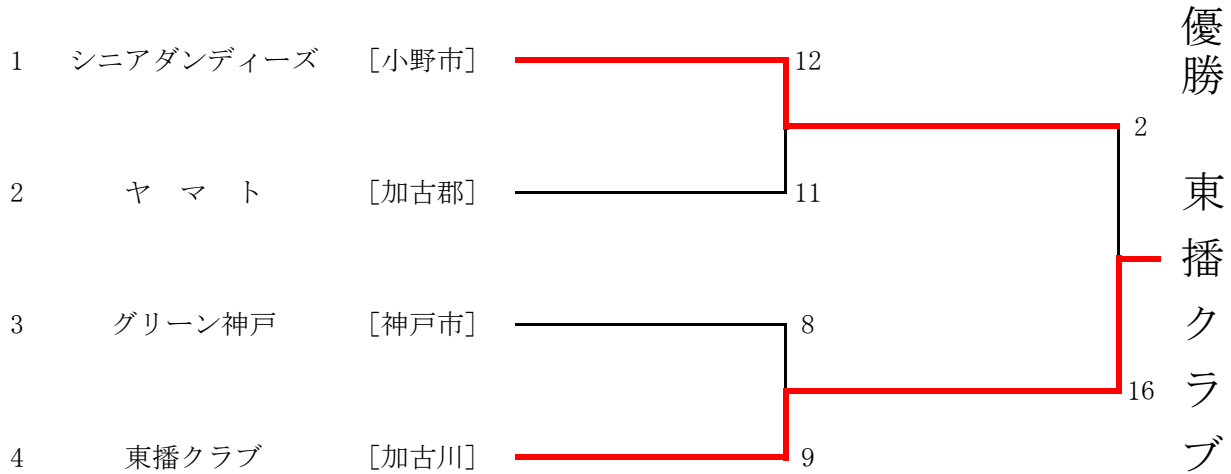 1 シニアダンディーズ [小野市] 12
2
2 ヤ マ ト [加古郡] 11
3 グリーン神戸 [神戸市] 8
16
4 東播クラブ [加古川] 9
優勝 東播クラブ